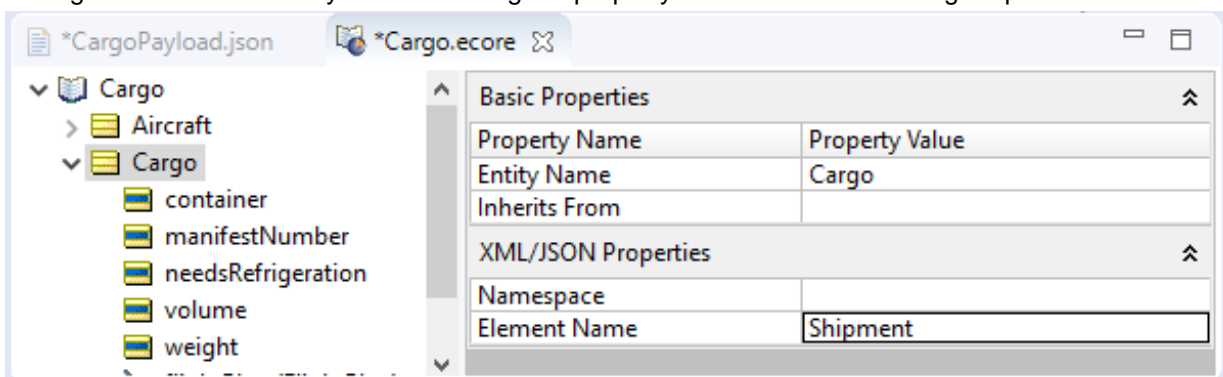 *CargoPayload.json *Cargo.ecore
Cargo
Aircraft
Cargo
container
manifestNumber
needsRefrigeration
volume
weight
Basic Properties
Property Name Property Value
Entity Name Cargo
Inherits From
XML/JSON Properties
Namespace
Element Name Shipment